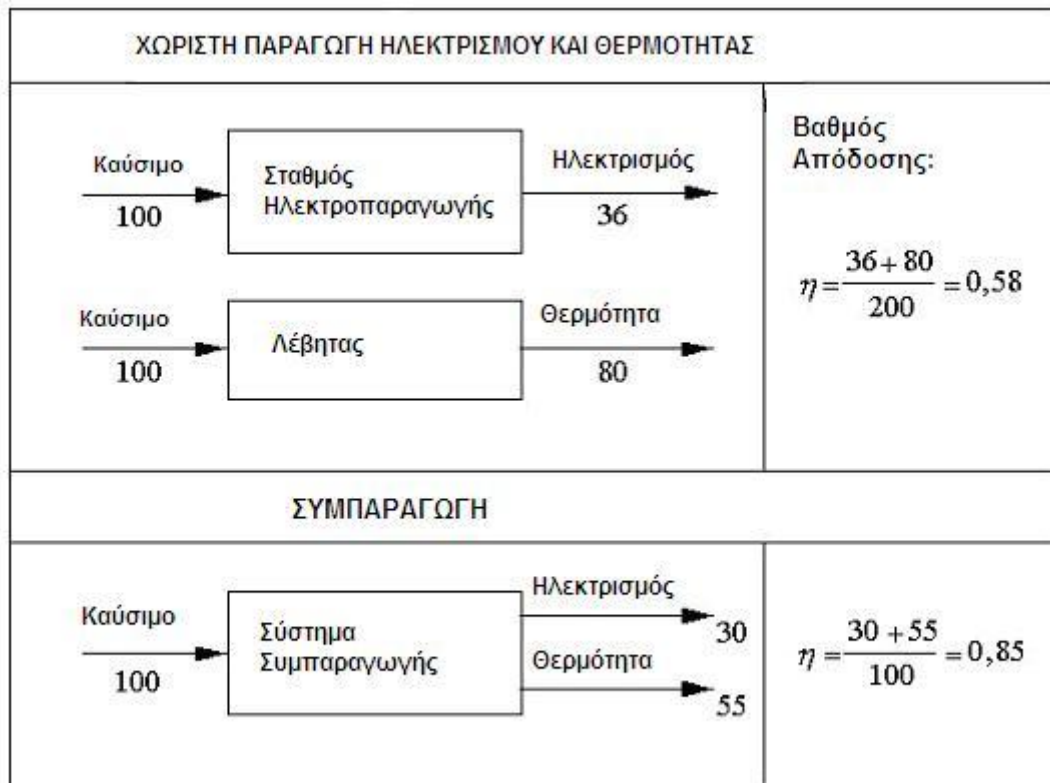 ΧΩΡΙΣΤΗ ΠΑΡΑΓΩΓΗ ΗΛΕΚΤΡΙΣΜΟΥ ΚΑΙ ΘΕΡΜΟΤΗΤΑΣ
Καύσιμο
100
Σταθμός
Ηλεκτροπαραγωγής
Ηλεκτρισμός
36
Καύσιμο
100
Λέβητας
Θερμότητα
80
Βαθμός
Απόδοσης:
η = (36 + 80) / 200 = 0,58
ΣΥΜΠΑΡΑΓΩΓΗ
Καύσιμο
100
Σύστημα
Συμπαραγωγής
Ηλεκτρισμός
30
Θερμότητα
55
η = (30 + 55) / 100 = 0,85